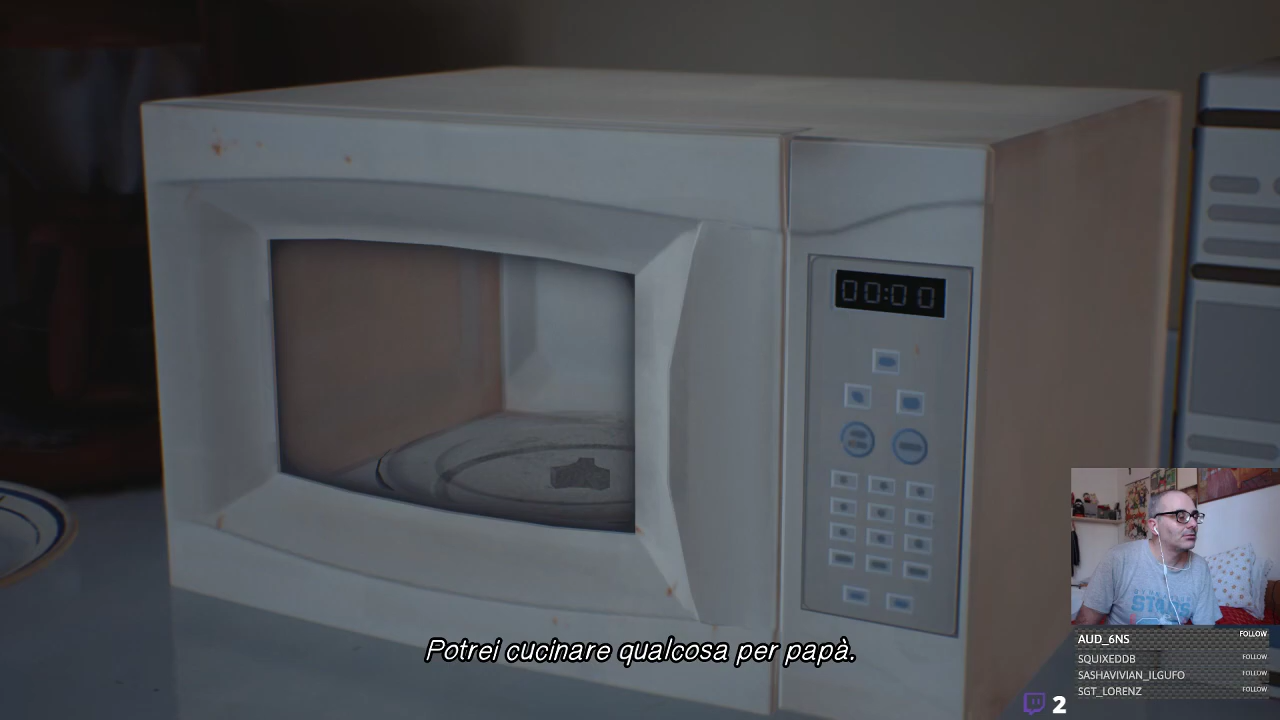 00:00
Potrei cucinare qualcosa per papà.
AUD_6NS FOLLOW
SQUIXEDDB FOLLOW
SASHAVIVIAN_ILGUFO FOLLOW
SGT_LORENZ FOLLOW
2